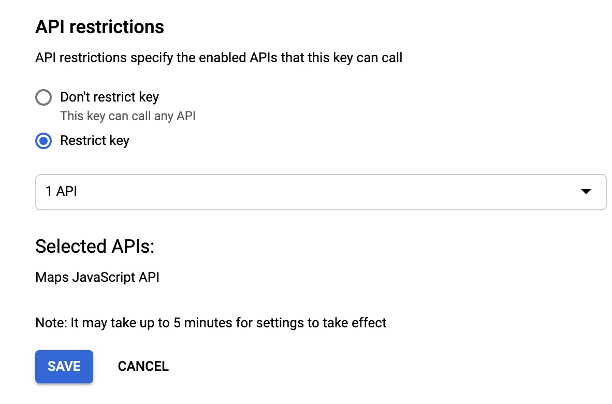 API restrictions
API restrictions specify the enabled APIs that this key can call
Don't restrict key
This key can call any API
Restrict key
1 API
Selected APIs:
Maps JavaScript API
Note: It may take up to 5 minutes for settings to take effect
SAVE CANCEL